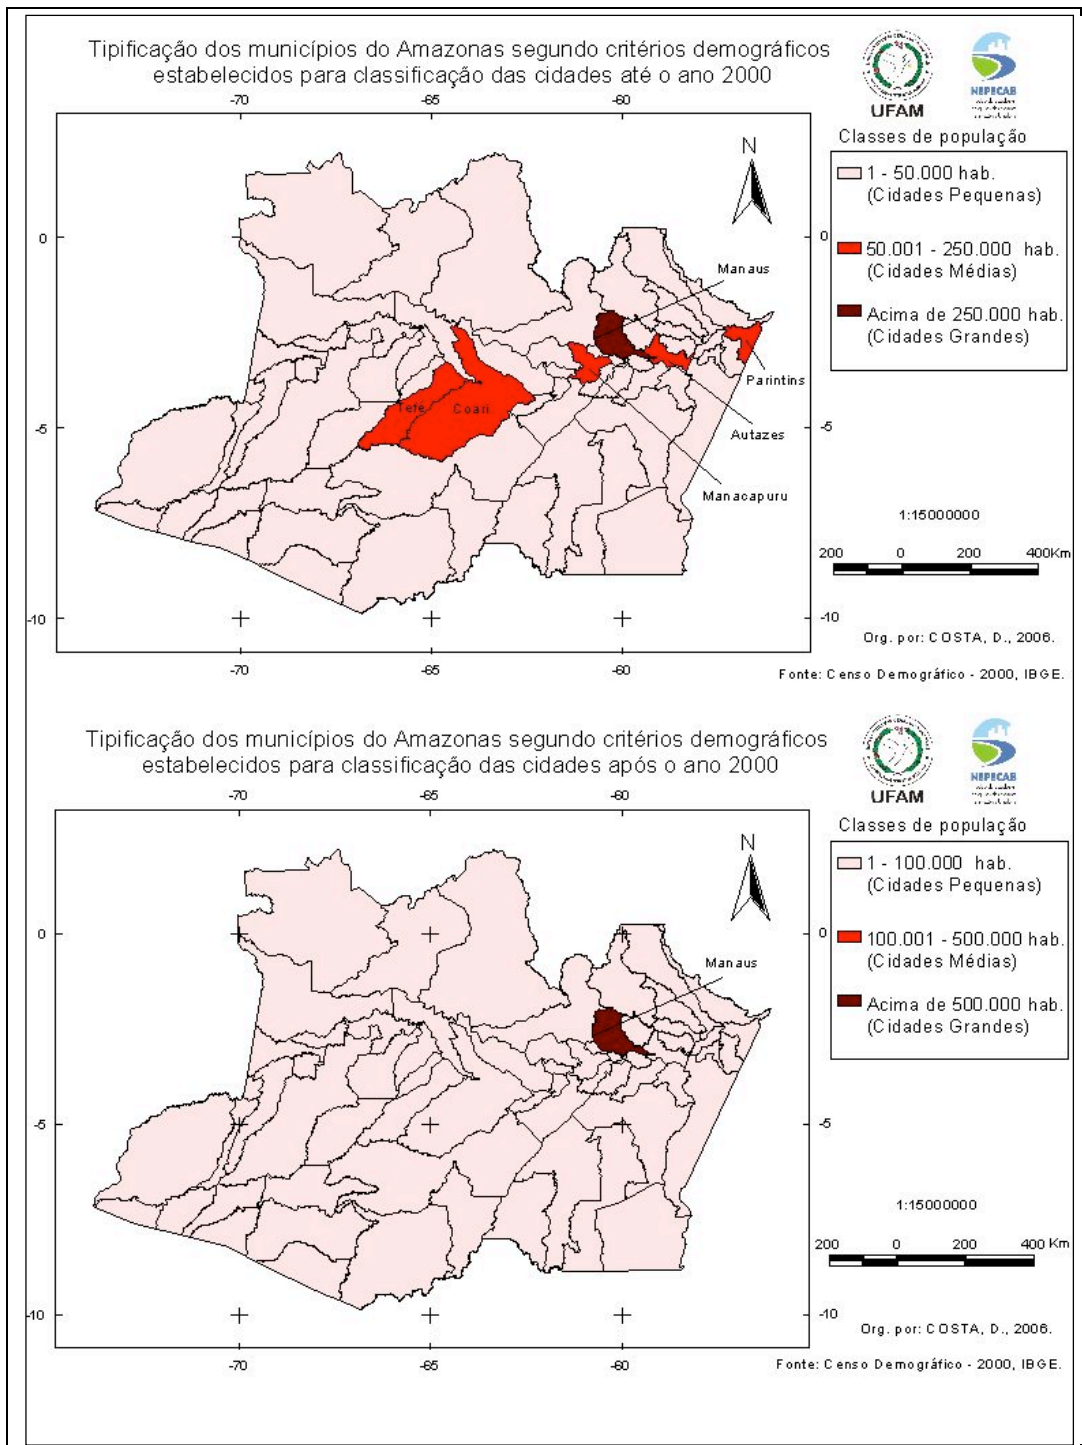 Tipificação dos municípios do Amazonas segundo critérios demográficos
estabelecidos para classificação das cidades até o ano 2000
UFAM
NEPECAB
-70
-65
-60
Classes de população
1 - 50.000 hab.
(Cidades Pequenas)
50.001 - 250.000 hab.
(Cidades Médias)
Acima de 250.000 hab.
(Cidades Grandes)
N
0
0
Manaus
Parintins
Tefé
Coari
-5
-5
Autazes
Manacapuru
1:15000000
200
0
200
400Km
-10
-10
Org. por: COSTA, D., 2006.
-70
-65
-60
Fonte: Censo Demográfico - 2000, IBGE.
Tipificação dos municípios do Amazonas segundo critérios demográficos
estabelecidos para classificação das cidades após o ano 2000
UFAM
NEPECAB
-70
-65
-60
Classes de população
1 - 100.000 hab.
(Cidades Pequenas)
100.001 - 500.000 hab.
(Cidades Médias)
Acima de 500.000 hab.
(Cidades Grandes)
N
0
0
Manaus
-5
-5
1:15000000
200
0
200
400 Km
-10
-10
Org. por: COSTA, D., 2006.
-70
-65
-60
Fonte: Censo Demográfico - 2000, IBGE.